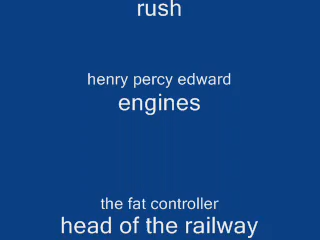 rush
henry percy edward
engines
the fat controller
head of the railway